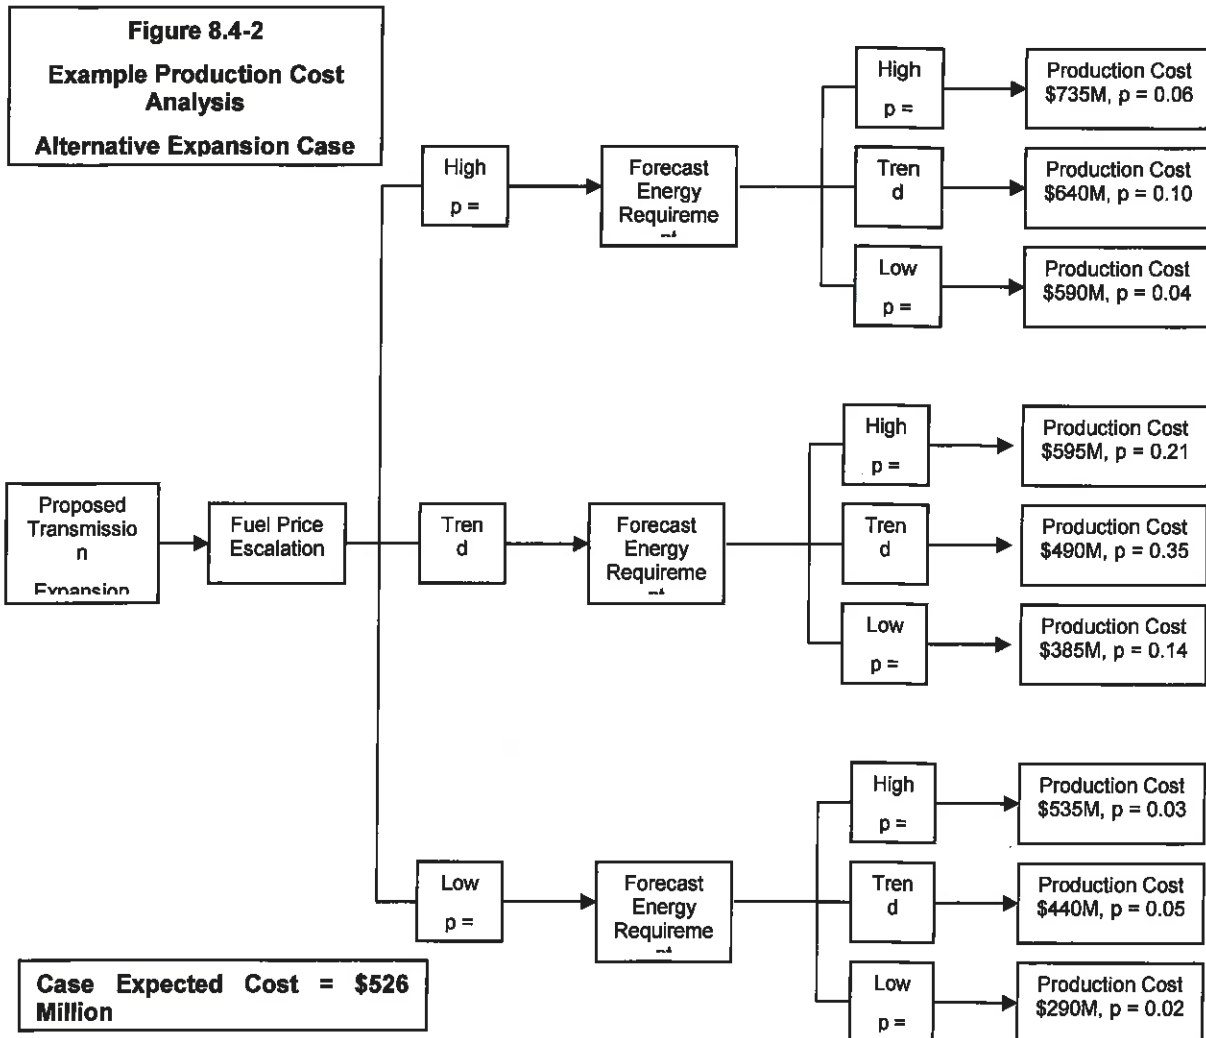 Figure 8.4-2
Example Production Cost
Analysis
Alternative Expansion Case
High
p =
Forecast
Energy
Requireme
High
p =
Production Cost
$735M, p = 0.06
Tren
d
Production Cost
$640M, p = 0.10
Low
p =
Production Cost
$590M, p = 0.04
Proposed
Transmissio
n
Expansion
Fuel Price
Escalation
Tren
d
Forecast
Energy
Requireme
High
p =
Production Cost
$595M, p = 0.21
Tren
d
Production Cost
$490M, p = 0.35
Low
p =
Production Cost
$385M, p = 0.14
Low
p =
Forecast
Energy
Requireme
High
p =
Production Cost
$535M, p = 0.03
Tren
d
Production Cost
$440M, p = 0.05
Low
p =
Production Cost
$290M, p = 0.02
Case Expected Cost = $526
Million